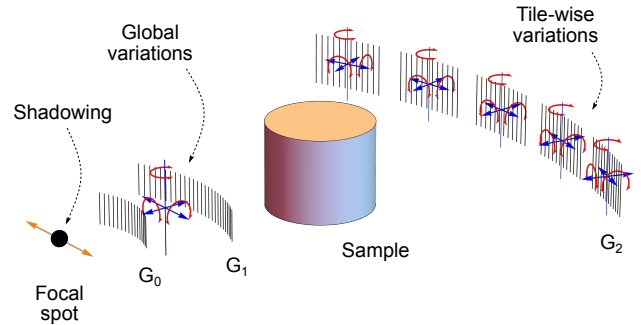 Global
variations
Tile-wise
variations
Shadowing
Sample
G₀
G₁
G₂
Focal
spot